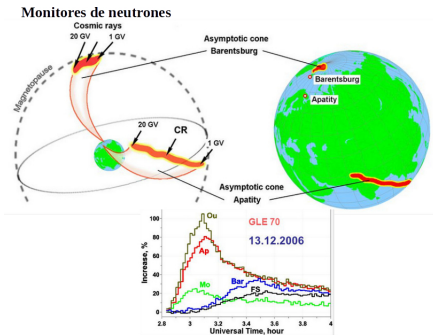 Monitores de neutrones
Cosmic rays
20 GV
1 GV
Asymptotic cone
Barentsburg
Magnetopause
20 GV
CR
1 GV
Asymptotic cone
Apatity
Barentsburg
Apatity
GLE 70
13.12.2006
Increase, %
100
80
60
40
20
0
Ou
Ap
Mo
Bar
FS
2.8 3 3.2 3.4 3.6 3.8 4
Universal Time, hour